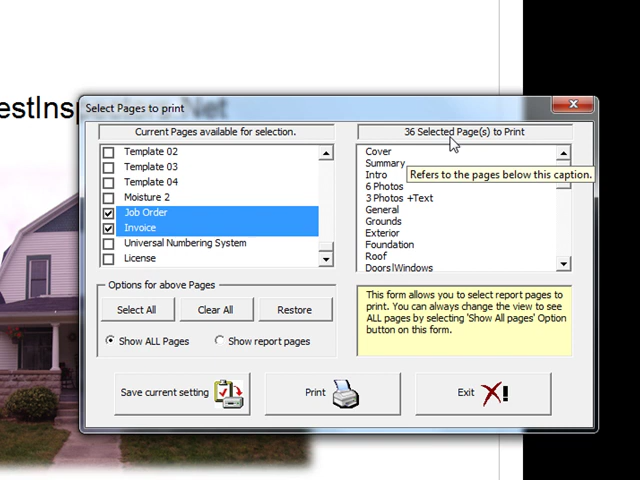 estInspectors.Net
Select Pages to print
Current Pages available for selection.
36 Selected Page(s) to Print
Template 02
Template 03
Template 04
Moisture 2
Job Order
Invoice
Universal Numbering System
License
Cover
Summary
Intro
6 Photos
3 Photos +Text
General
Grounds
Exterior
Foundation
Roof
Doors|Windows
Refers to the pages below this caption.
Options for above Pages
Select All
Clear All
Restore
Show ALL Pages
Show report pages
This form allows you to select report pages to
print. You can always change the view to see
ALL pages by selecting 'Show All pages' Option
button on this form.
Save current setting
Print
Exit